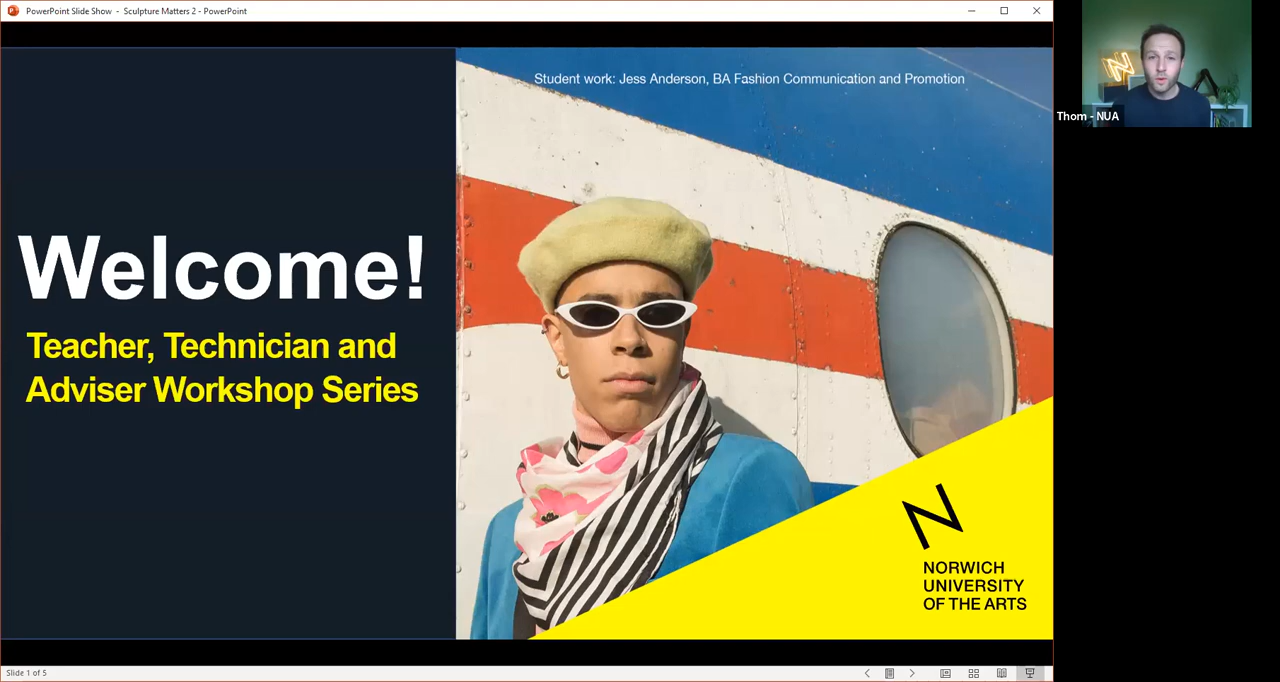 PowerPoint Slide Show - Sculpture Matters 2 - PowerPoint
Student work: Jess Anderson, BA Fashion Communication and Promotion
Thom - NUA
Welcome!
Teacher, Technician and
Adviser Workshop Series
N
NORWICH
UNIVERSITY
OF THE ARTS
Slide 1 of 5